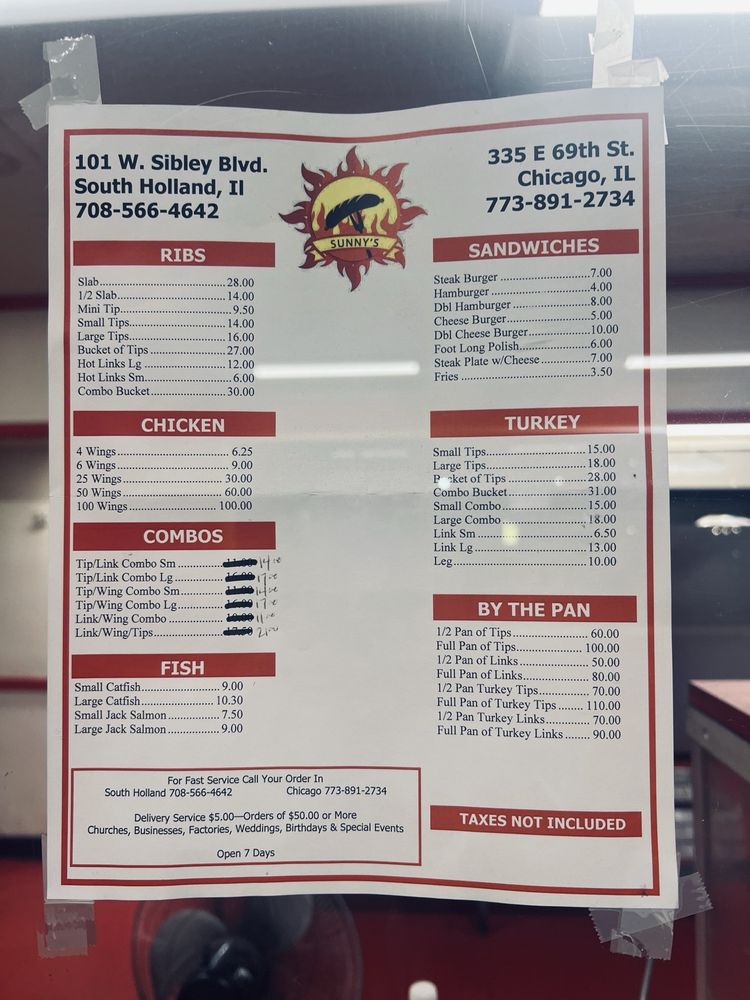 101 W. Sibley Blvd.
South Holland, Il
708-566-4642
SUNNY'S
335 E 69th St.
Chicago, IL
773-891-2734
RIBS
Slab 28.00
1/2 Slab 14.00
Mini Tip 9.50
Small Tips 14.00
Large Tips 16.00
Bucket of Tips 27.00
Hot Links Lg 12.00
Hot Links Sm 6.00
Combo Bucket 30.00
CHICKEN
4 Wings 6.25
6 Wings 9.00
25 Wings 30.00
50 Wings 60.00
100 Wings 100.00
COMBOS
Tip/Link Combo Sm 14.00
Tip/Link Combo Lg 17.00
Tip/Wing Combo Sm 14.00
Tip/Wing Combo Lg 17.00
Link/Wing Combo 11.00
Link/Wing/Tips 21.00
FISH
Small Catfish 9.00
Large Catfish 10.30
Small Jack Salmon 7.50
Large Jack Salmon 9.00
SANDWICHES
Steak Burger 7.00
Hamburger 4.00
Dbl Hamburger 8.00
Cheese Burger 5.00
Dbl Cheese Burger 10.00
Foot Long Polish 6.00
Steak Plate w/Cheese 7.00
Fries 3.50
TURKEY
Small Tips 15.00
Large Tips 18.00
Bucket of Tips 28.00
Combo Bucket 31.00
Small Combo 15.00
Large Combo 18.00
Link Sm 6.50
Link Lg 13.00
Leg 10.00
BY THE PAN
1/2 Pan of Tips 60.00
Full Pan of Tips 100.00
1/2 Pan of Links 50.00
Full Pan of Links 80.00
1/2 Pan Turkey Tips 70.00
Full Pan of Turkey Tips 110.00
1/2 Pan Turkey Links 70.00
Full Pan of Turkey Links 90.00
For Fast Service Call Your Order In
South Holland 708-566-4642 Chicago 773-891-2734
Delivery Service $5.00—Orders of $50.00 or More
Churches, Businesses, Factories, Weddings, Birthdays & Special Events
Open 7 Days
TAXES NOT INCLUDED